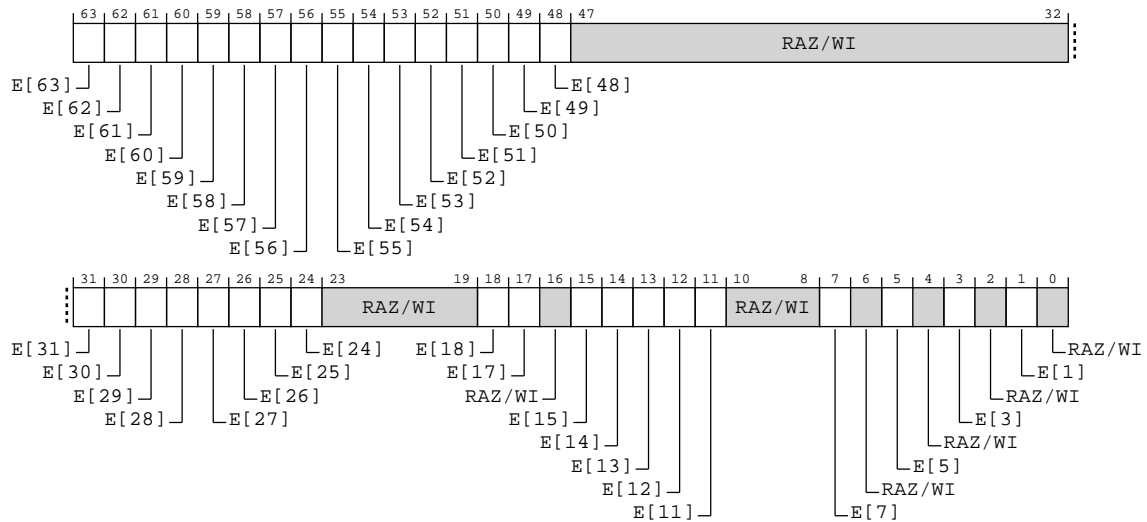 63 62 61 60 59 58 57 56 55 54 53 52 51 50 49 48 47 32
RAZ/WI
E[63] E[48]
E[62] E[49]
E[61] E[50]
E[60] E[51]
E[59] E[52]
E[58] E[53]
E[57] E[54]
E[56] E[55]
31 30 29 28 27 26 25 24 23 19 18 17 16 15 14 13 12 11 10 8 7 6 5 4 3 2 1 0
RAZ/WI RAZ/WI
E[31] E[24] E[18] RAZ/WI
E[30] E[25] E[17] E[1]
E[29] E[26] RAZ/WI RAZ/WI
E[28] E[27] E[15] E[3]
E[14] RAZ/WI
E[13] E[5]
E[12] RAZ/WI
E[11] E[7]